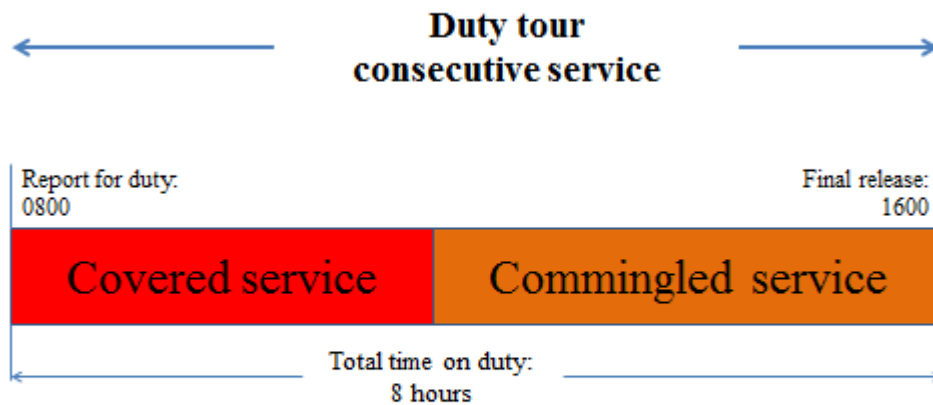 Duty tour
consecutive service
Report for duty:
0800
Final release:
1600
Covered service
Commingled service
Total time on duty:
8 hours